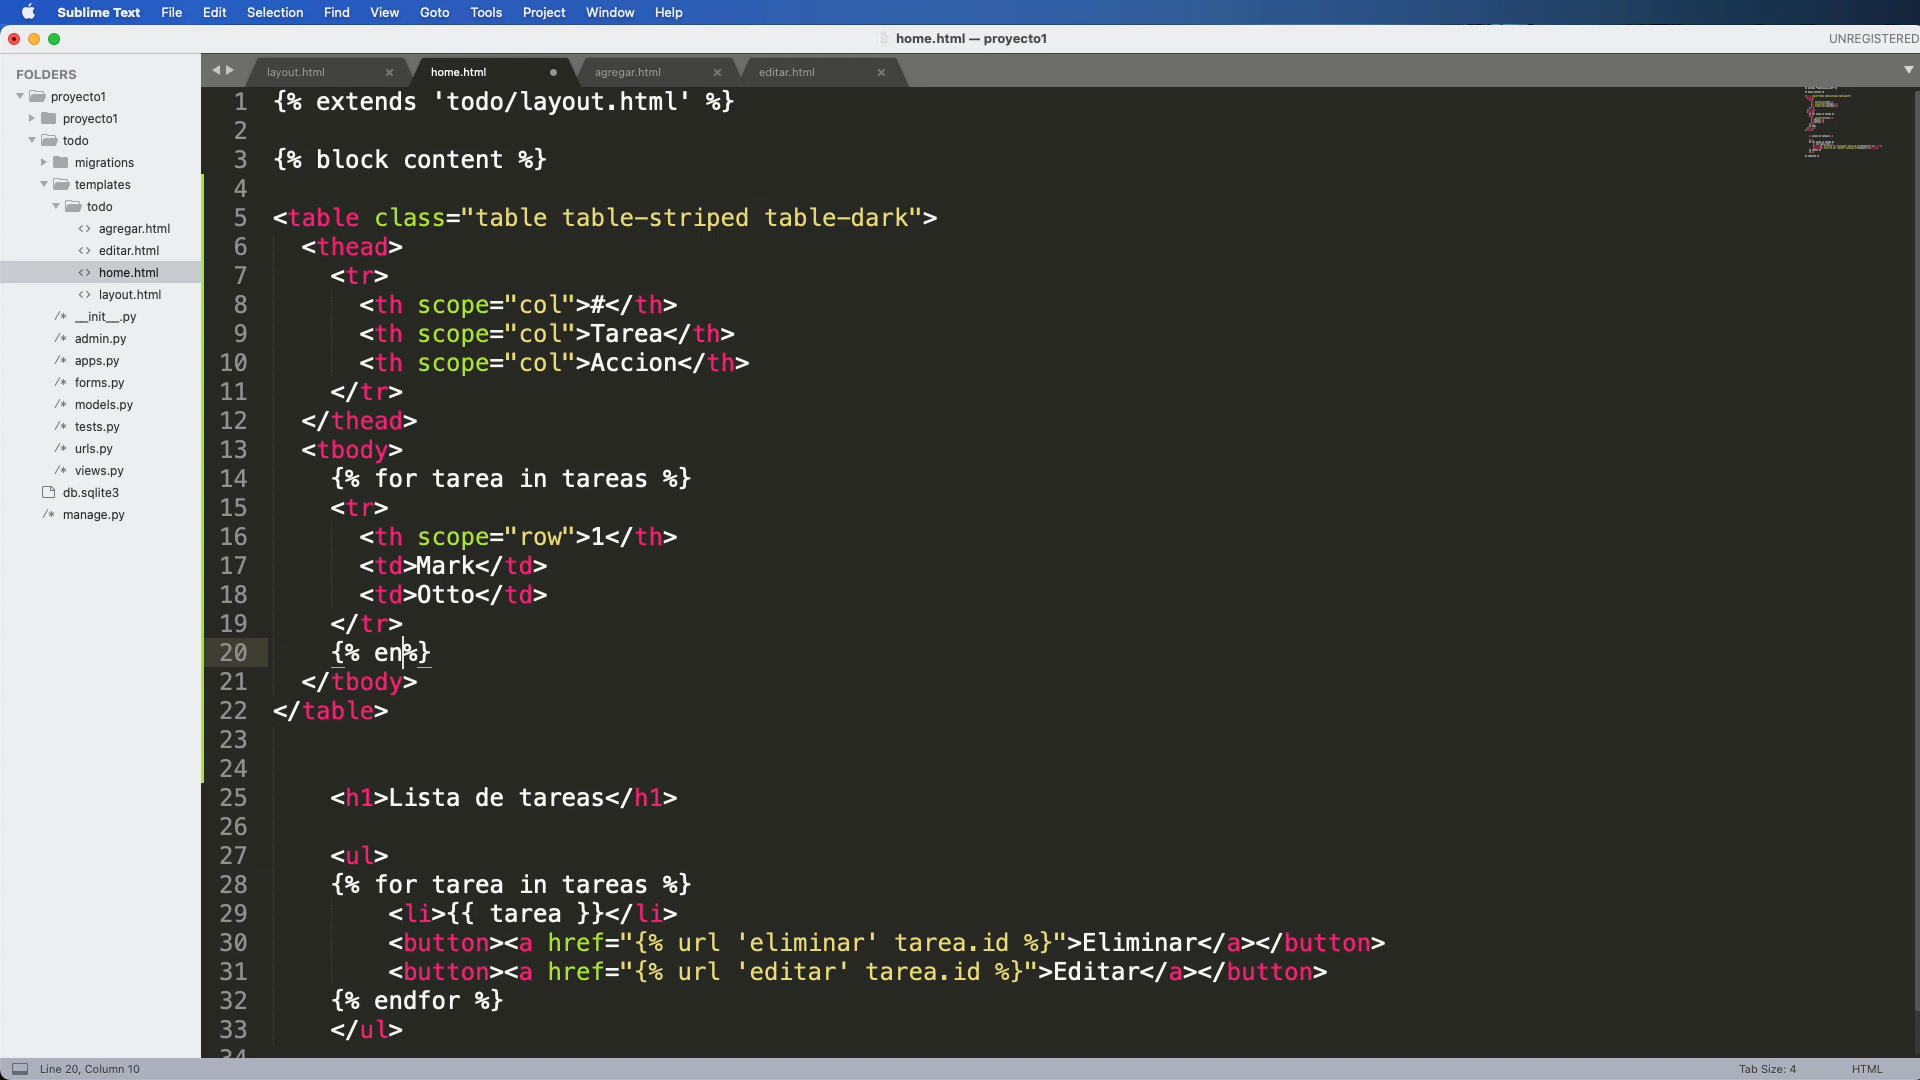 Sublime Text File Edit Selection Find View Goto Tools Project Window Help
home.html — proyecto1
UNREGISTERED
FOLDERS
proyecto1
proyecto1
todo
migrations
templates
todo
agregar.html
editar.html
home.html
layout.html
__init__.py
admin.py
apps.py
forms.py
models.py
tests.py
urls.py
views.py
db.sqlite3
manage.py
layout.html home.html agregar.html editar.html
1 {% extends 'todo/layout.html' %}
2
3 {% block content %}
4
5 <table class="table table-striped table-dark">
6 <thead>
7 <tr>
8 <th scope="col">#</th>
9 <th scope="col">Tarea</th>
10 <th scope="col">Accion</th>
11 </tr>
12 </thead>
13 <tbody>
14 {% for tarea in tareas %}
15 <tr>
16 <th scope="row">1</th>
17 <td>Mark</td>
18 <td>Otto</td>
19 </tr>
20 {% en%}
21 </tbody>
22 </table>
23
24
25 <h1>Lista de tareas</h1>
26
27 <ul>
28 {% for tarea in tareas %}
29 <li>{{ tarea }}</li>
30 <button><a href="{% url 'eliminar' tarea.id %}">Eliminar</a></button>
31 <button><a href="{% url 'editar' tarea.id %}">Editar</a></button>
32 {% endfor %}
33 </ul>
34
Line 20, Column 10
Tab Size: 4
HTML